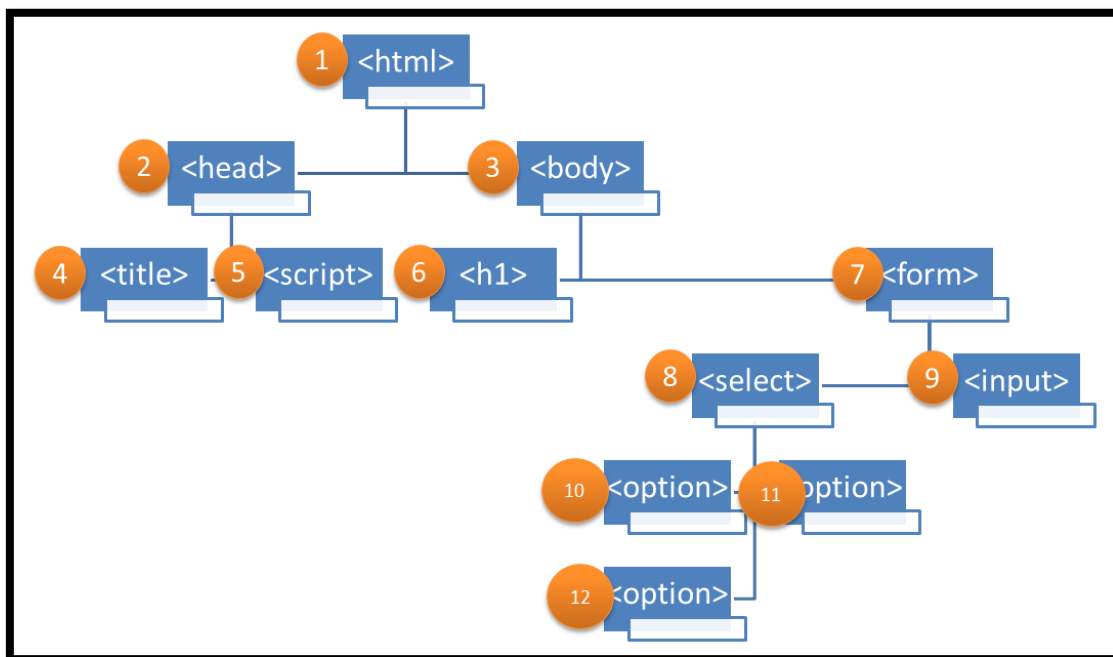 1 <html>
2 <head>
3 <body>
4 <title>
5 <script>
6 <h1>
7 <form>
8 <select>
9 <input>
10 <option>
11 option>
12 <option>